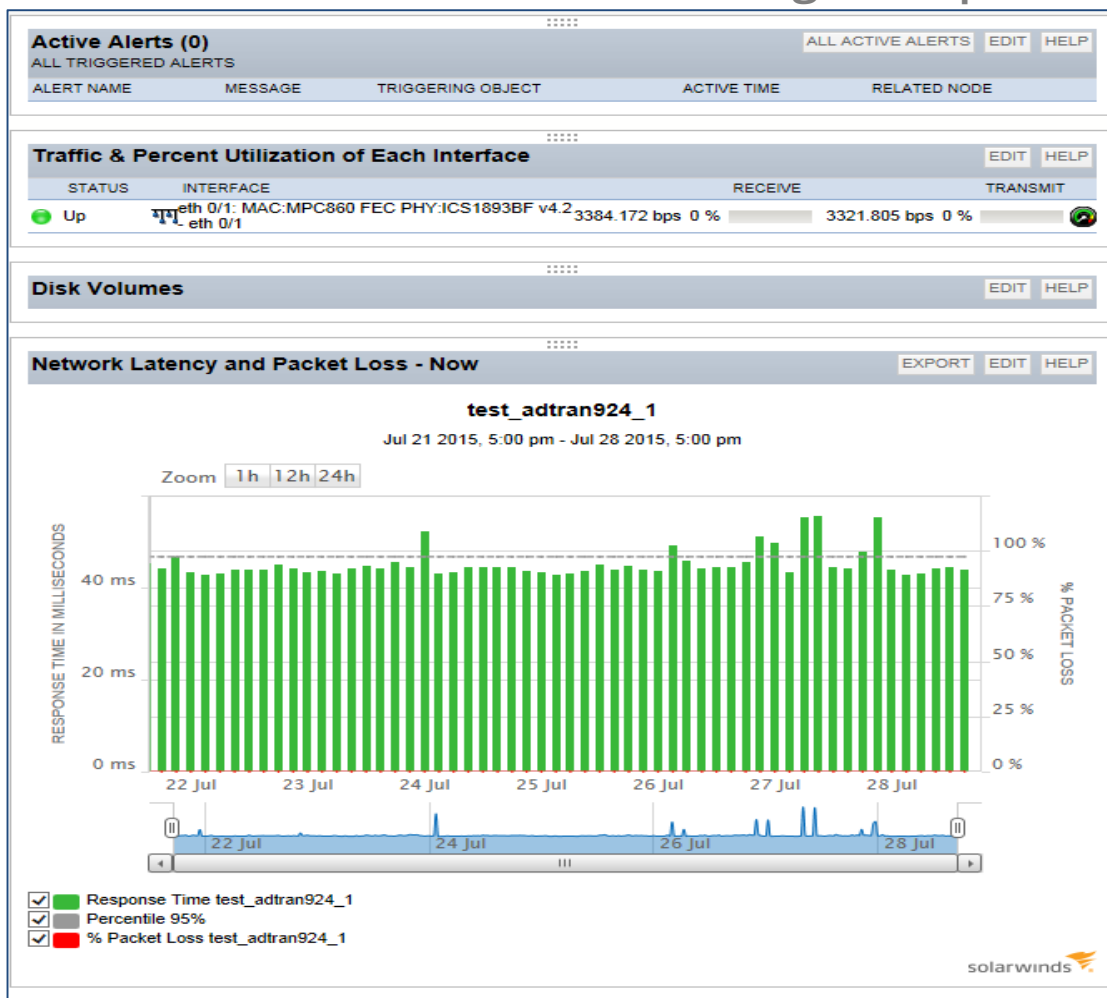 Active Alerts (0)
ALL ACTIVE ALERTS EDIT HELP
ALL TRIGGERED ALERTS
ALERT NAME MESSAGE TRIGGERING OBJECT ACTIVE TIME RELATED NODE
Traffic & Percent Utilization of Each Interface
EDIT HELP
STATUS INTERFACE RECEIVE TRANSMIT
Up eth 0/1: MAC:MPC860 FEC PHY:ICS1893BF v4.2 3384.172 bps 0 % 3321.805 bps 0 %
- eth 0/1
Disk Volumes
EDIT HELP
Network Latency and Packet Loss - Now
EXPORT EDIT HELP
test_adtran924_1
Jul 21 2015, 5:00 pm - Jul 28 2015, 5:00 pm
Zoom 1h 12h 24h
RESPONSE TIME IN MILLISECONDS
40 ms
20 ms
0 ms
100 %
75 %
50 %
25 %
0 %
% PACKET LOSS
22 Jul 23 Jul 24 Jul 25 Jul 26 Jul 27 Jul 28 Jul
22 Jul 24 Jul 26 Jul 28 Jul
Response Time test_adtran924_1
Percentile 95%
% Packet Loss test_adtran924_1
solarwinds